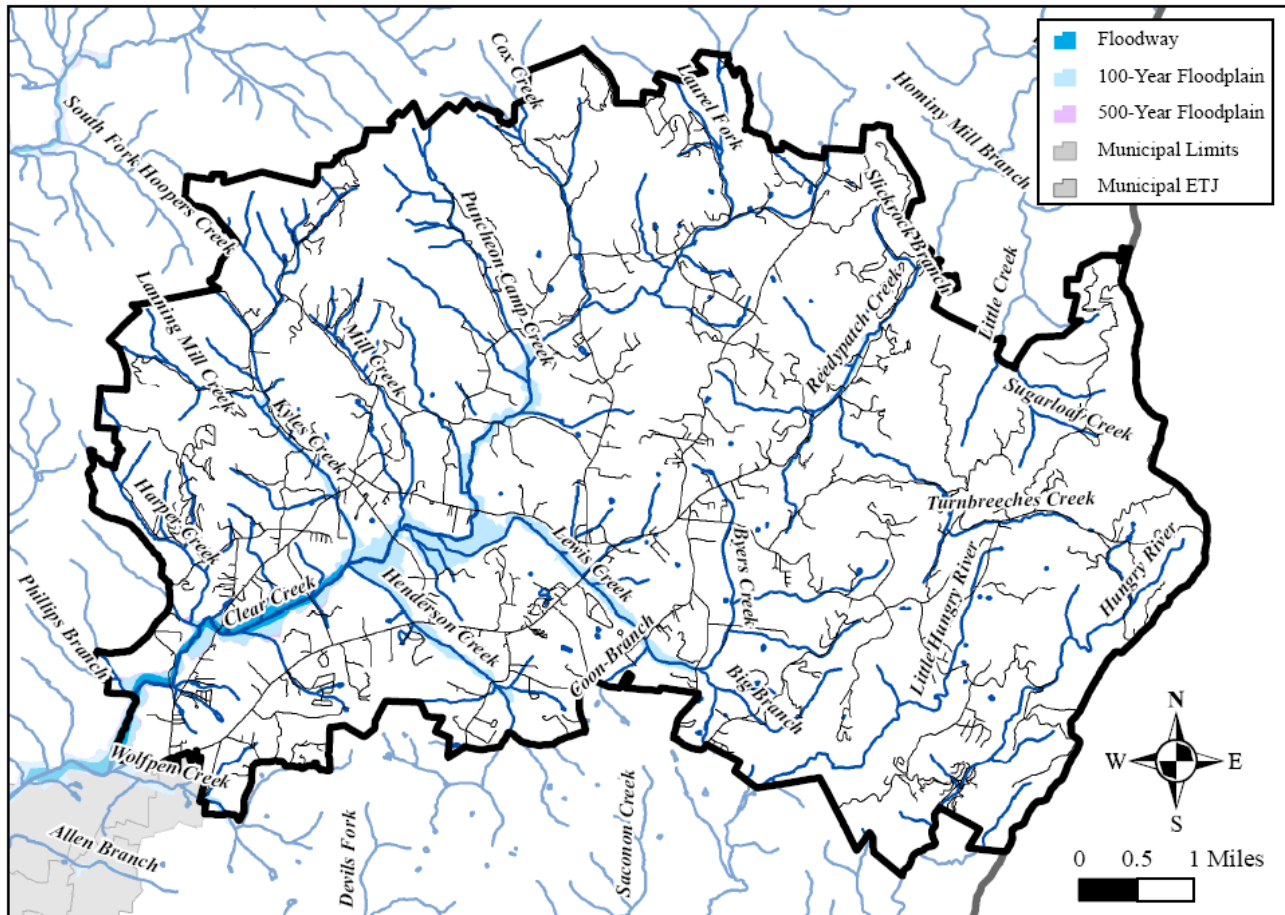 Floodway
100-Year Floodplain
500-Year Floodplain
Municipal Limits
Municipal ETJ
Cox Creek
Laurel Fork
Hominy Mill Branch
South Fork Hoopers Creek
Slickrock Branch
Puncheon Camp Creek
Little Creek
Lanning Mill Creek
Mill Creek
Reedypatch Creek
Sugarloaf Creek
Kyles Creek
Harper Creek
Turnbreeches Creek
Lewis Creek
Byers Creek
Hungry River
Phillips Branch
Clear Creek
Henderson Creek
Little Hungry River
Coon Branch
Big Branch
Wolfpen Creek
N
W
E
S
Allen Branch
Devils Fork
Saconon Creek
0 0.5 1 Miles